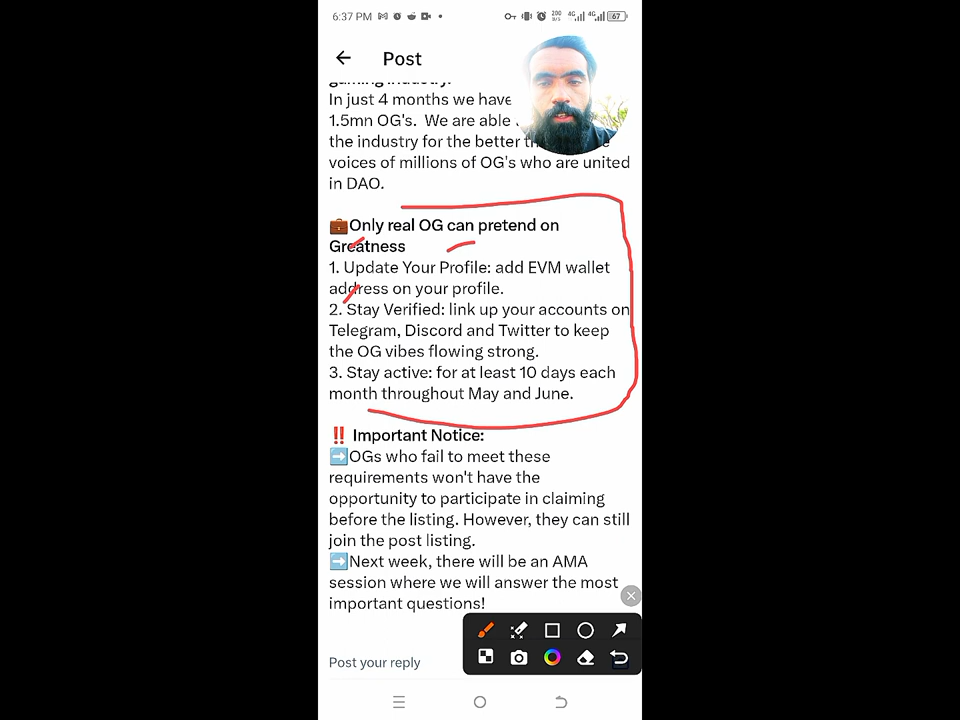 6:37 PM
200
B/S
4G
4G
67
Post
gaming industry.
In just 4 months we have
1.5mn OG's. We are able
the industry for the better
voices of millions of OG's who are united
in DAO.
💼Only real OG can pretend on
Greatness
1. Update Your Profile: add EVM wallet
address on your profile.
2. Stay Verified: link up your accounts on
Telegram, Discord and Twitter to keep
the OG vibes flowing strong.
3. Stay active: for at least 10 days each
month throughout May and June.
‼️ Important Notice:
➡️OGs who fail to meet these
requirements won't have the
opportunity to participate in claiming
before the listing. However, they can still
join the post listing.
➡️Next week, there will be an AMA
session where we will answer the most
important questions!
Post your reply